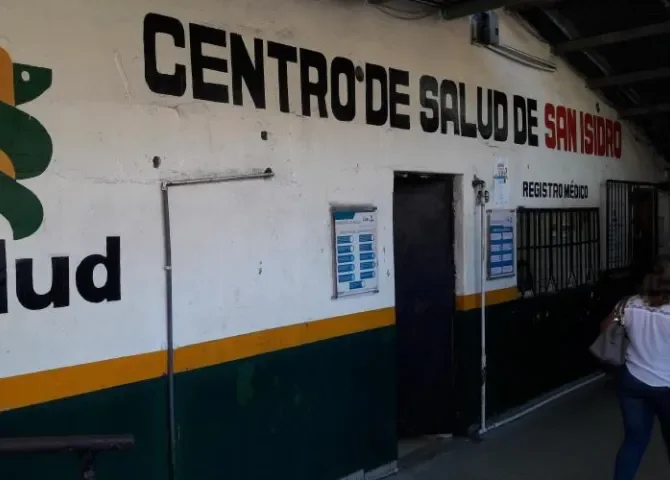 CENTRO DE SALUD DE SAN ISIDRO
REGISTRO MÉDICO
lud